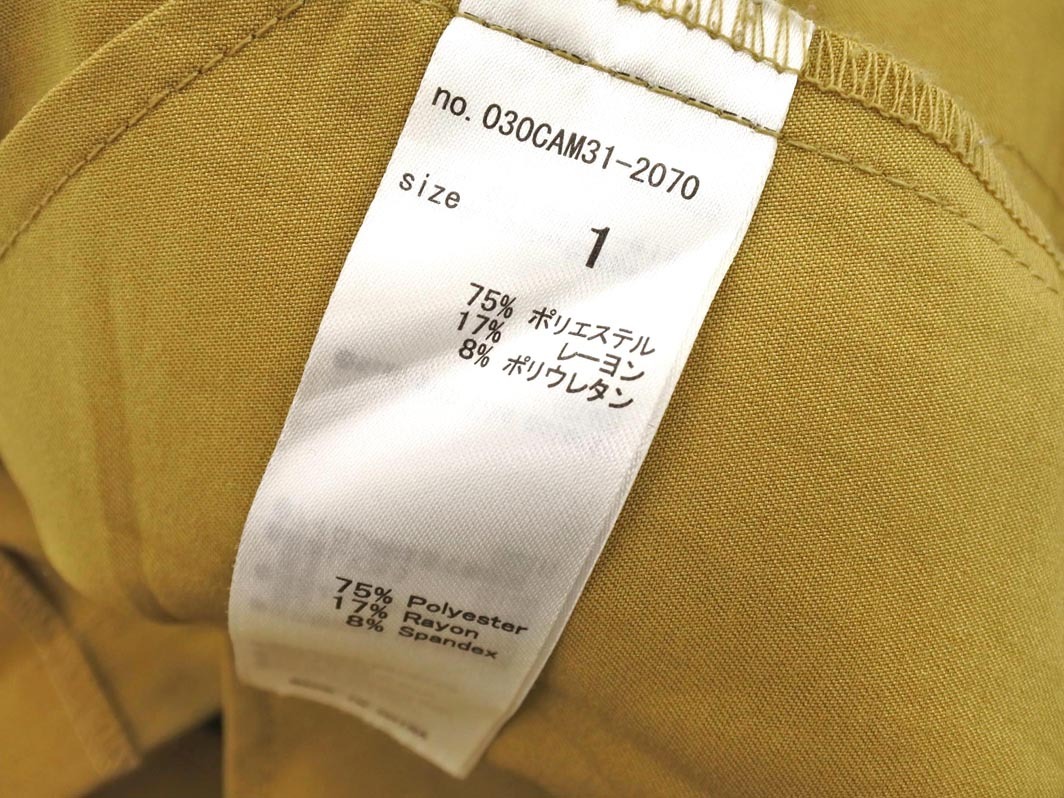 no. 030CAM31-2070
size
1
75% ポリエステル
17% レーヨン
8% ポリウレタン
75% Polyester
17% Rayon
8% Spandex